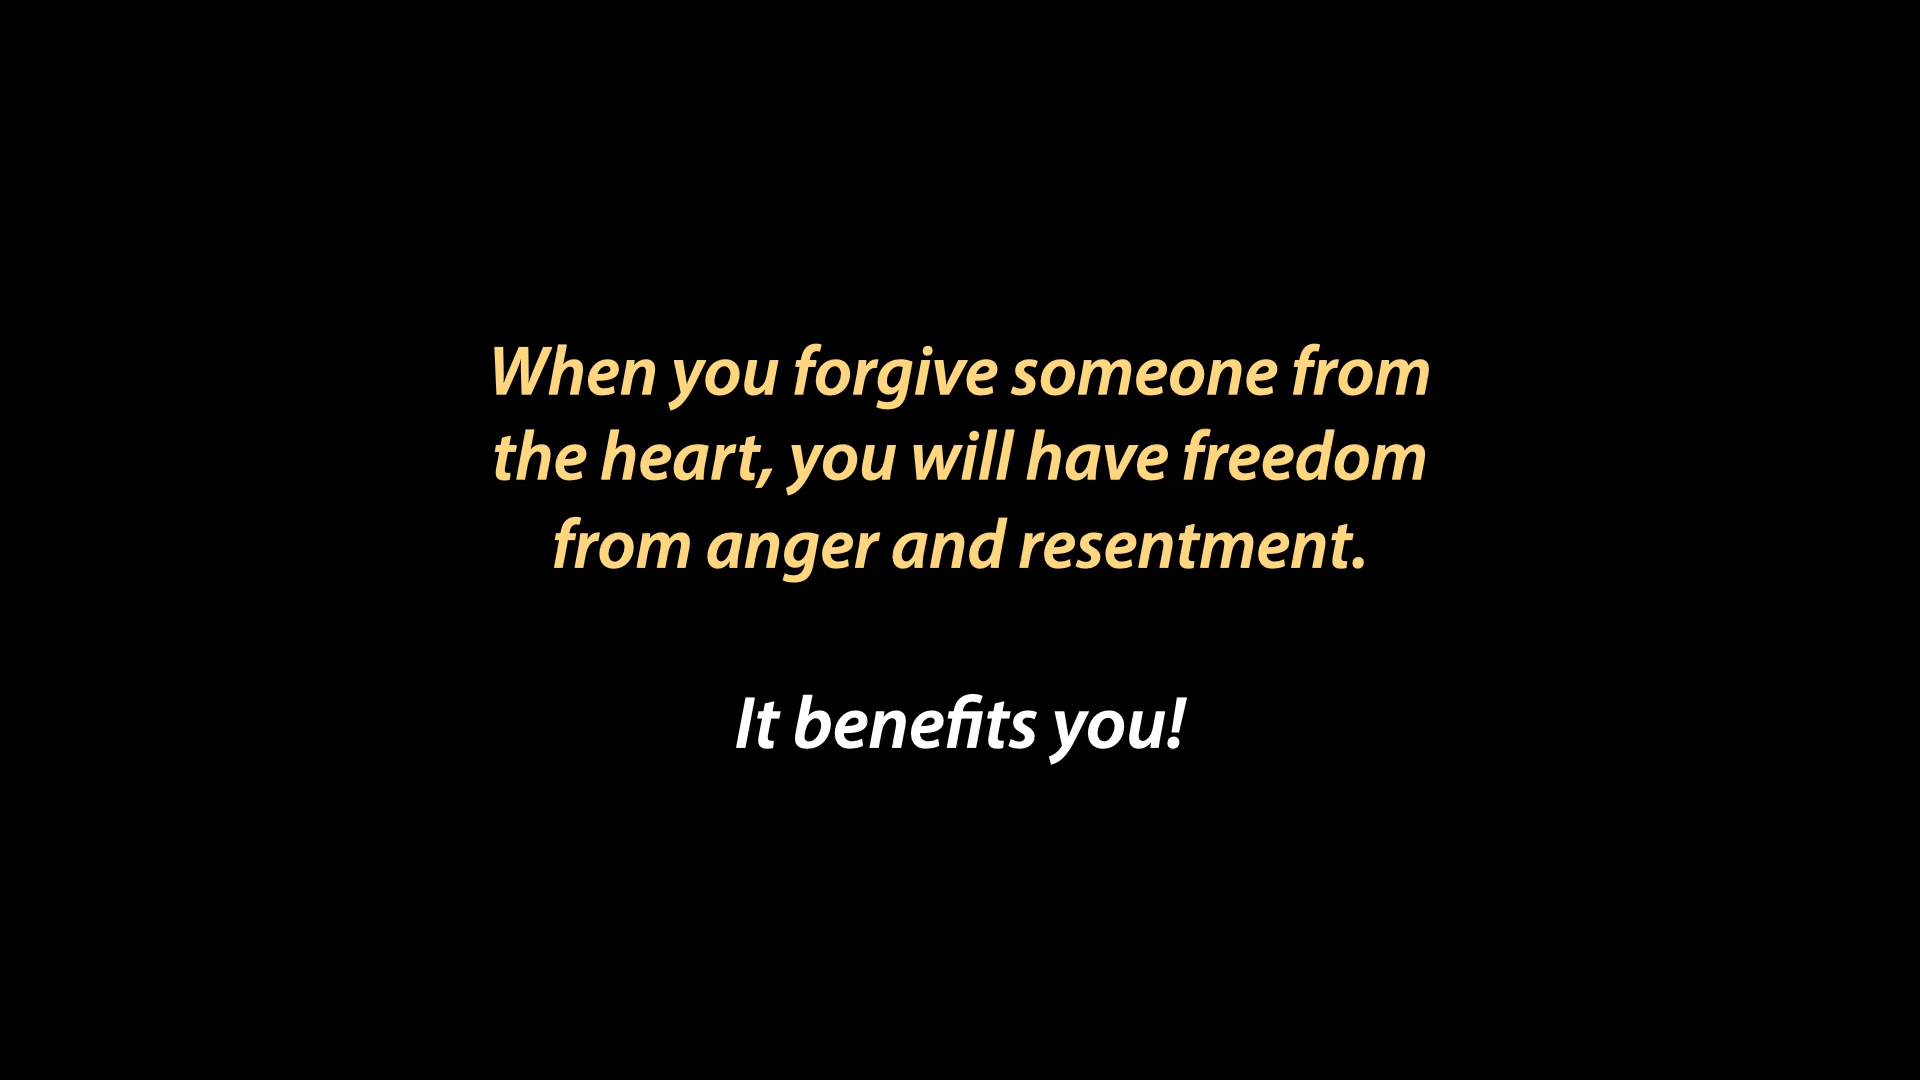 When you forgive someone from
the heart, you will have freedom
from anger and resentment.
It benefits you!